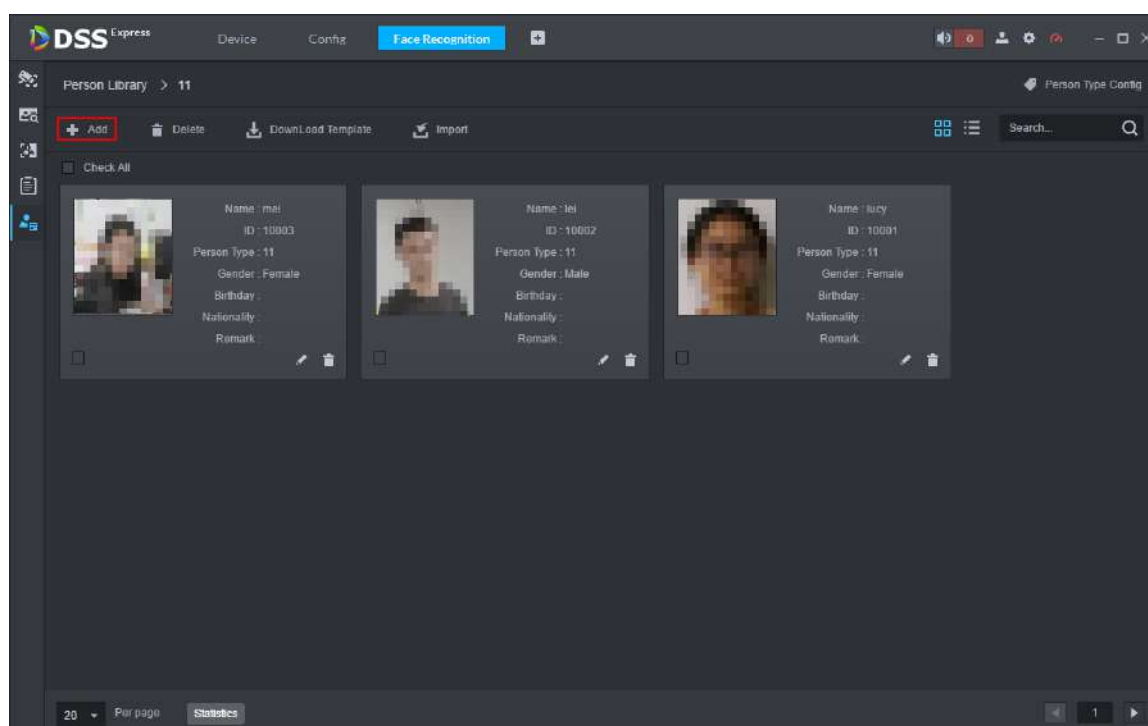 DSS Express Device Config Face Recognition 0
Person Library > 11 Person Type Config
Add Delete DownLoad Template Import Search...
Check All
Name : mei
ID : 10003
Person Type : 11
Gender : Female
Birthday :
Nationality :
Remark :
Name : lei
ID : 10002
Person Type : 11
Gender : Male
Birthday :
Nationality :
Remark :
Name : lucy
ID : 10001
Person Type : 11
Gender : Female
Birthday :
Nationality :
Remark :
20 Per page Statistics 1